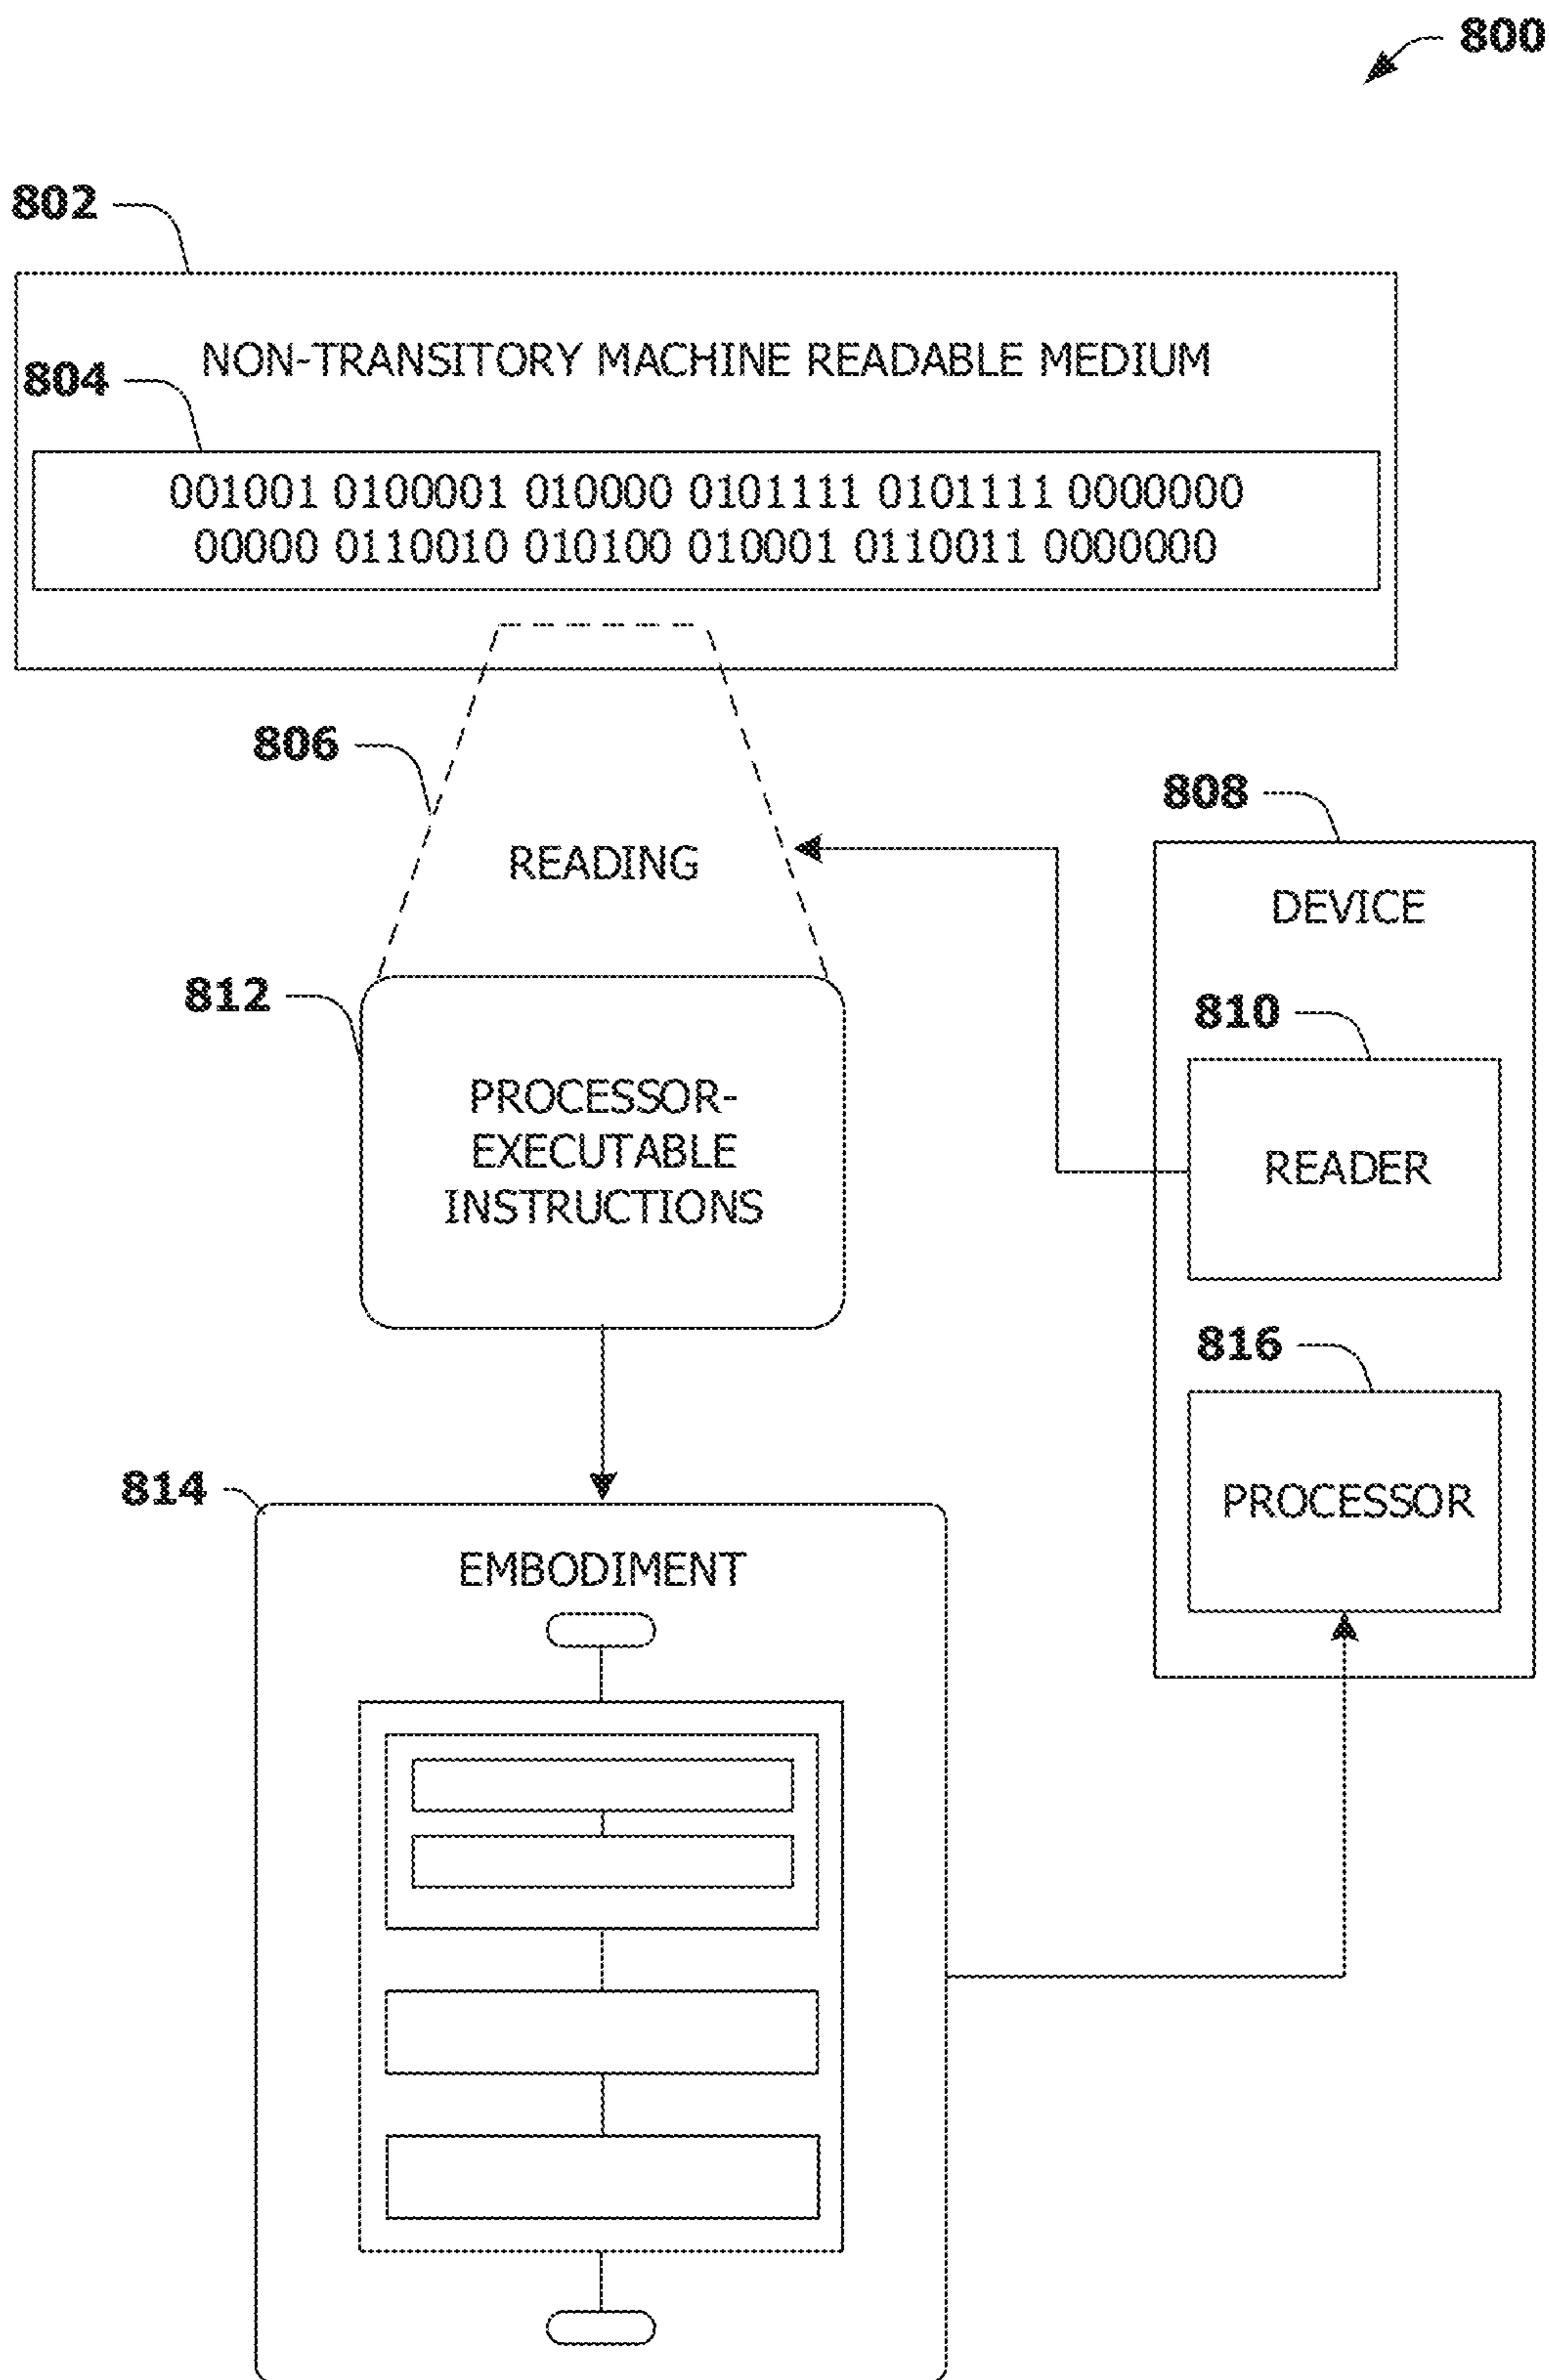 800
802
NON-TRANSITORY MACHINE READABLE MEDIUM
804
001001 0100001 010000 0101111 0101111 0000000
00000 0110010 010100 010001 0110011 0000000
806
READING
808
DEVICE
810
READER
812
PROCESSOR-
EXECUTABLE
INSTRUCTIONS
816
PROCESSOR
814
EMBODIMENT